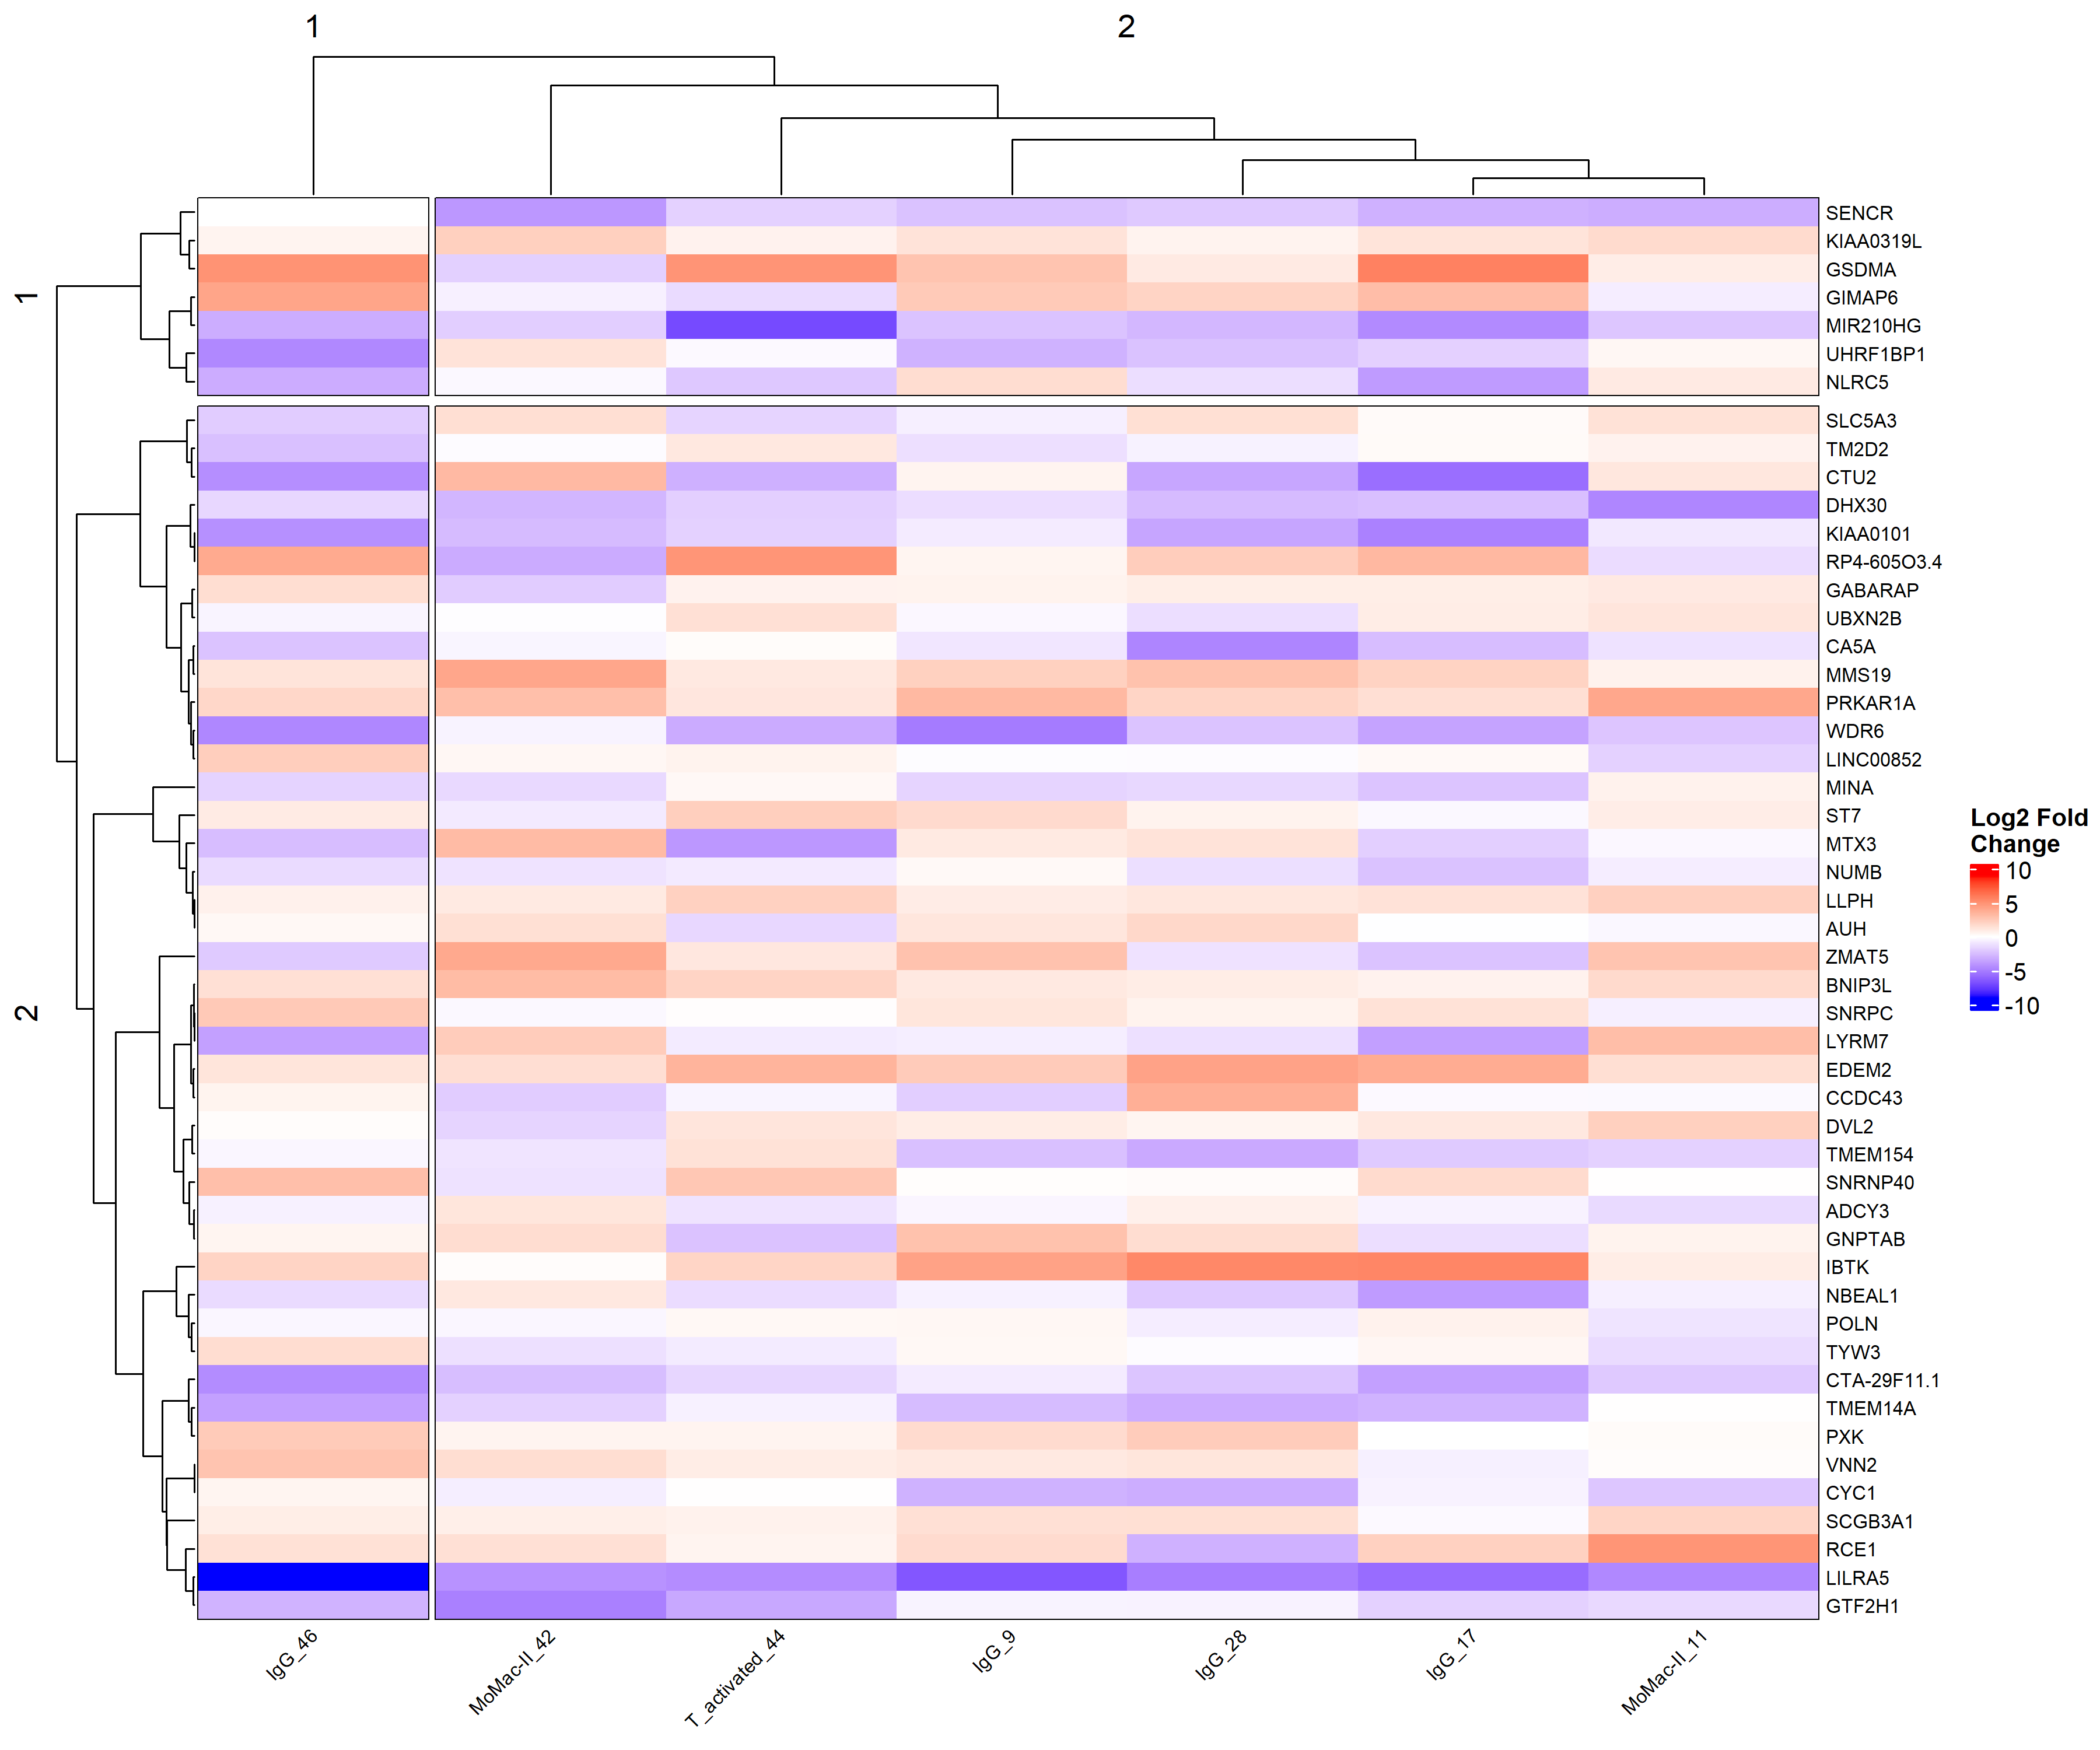 1
2
1
2
SENCR
KIAA0319L
GSDMA
GIMAP6
MIR210HG
UHRF1BP1
NLRC5
SLC5A3
TM2D2
CTU2
DHX30
KIAA0101
RP4-605O3.4
GABARAP
UBXN2B
CA5A
MMS19
PRKAR1A
WDR6
LINC00852
MINA
ST7
MTX3
NUMB
LLPH
AUH
ZMAT5
BNIP3L
SNRPC
LYRM7
EDEM2
CCDC43
DVL2
TMEM154
SNRNP40
ADCY3
GNPTAB
IBTK
NBEAL1
POLN
TYW3
CTA-29F11.1
TMEM14A
PXK
VNN2
CYC1
SCGB3A1
RCE1
LILRA5
GTF2H1
Log2 Fold
Change
10
5
0
-5
-10
IgG_46
MoMac-II_42
T_activated_44
IgG_9
IgG_28
IgG_17
MoMac-II_11